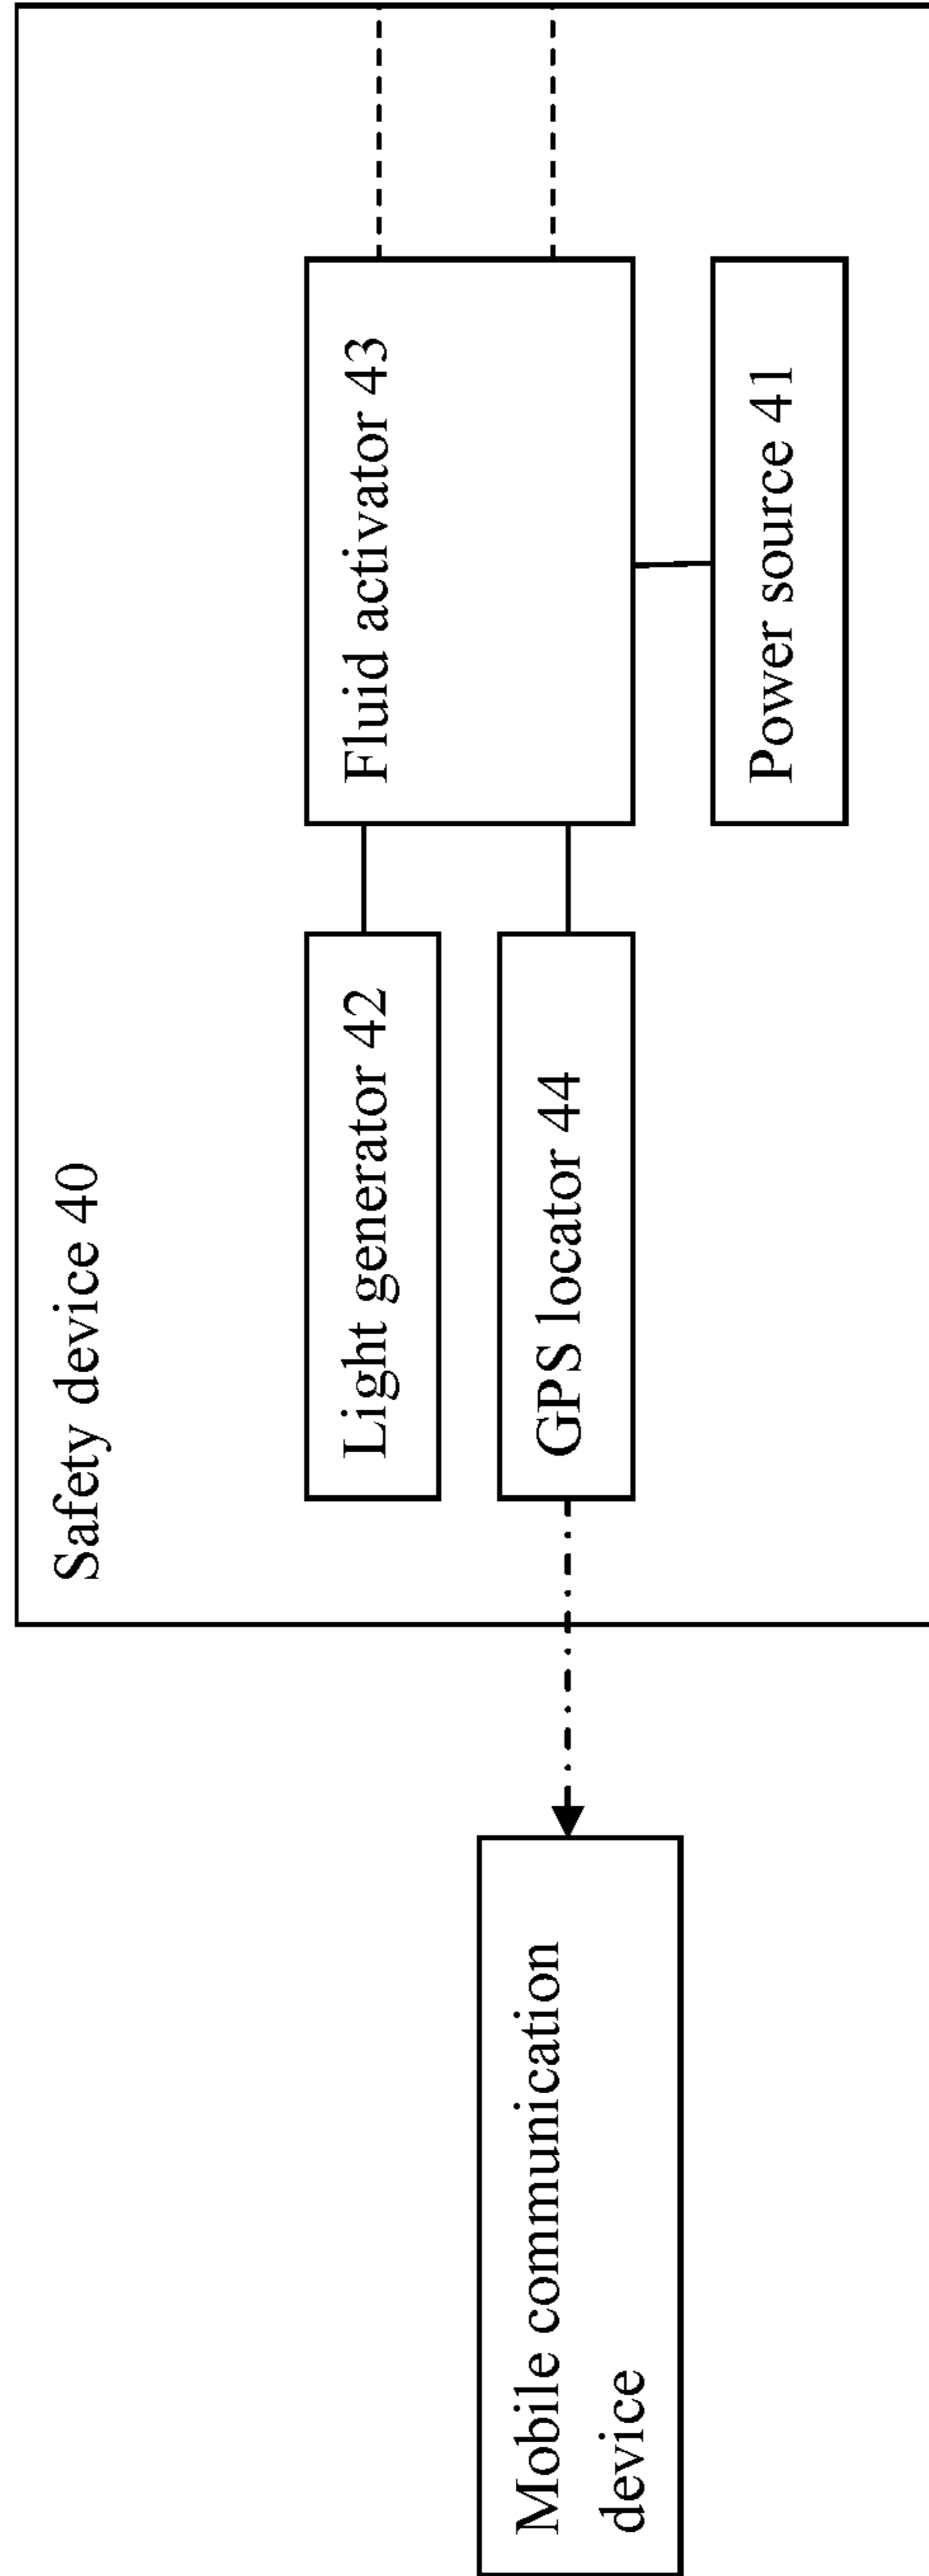 Safety device 40
Light generator 42
Fluid activator 43
GPS locator 44
Power source 41
Mobile communication
device